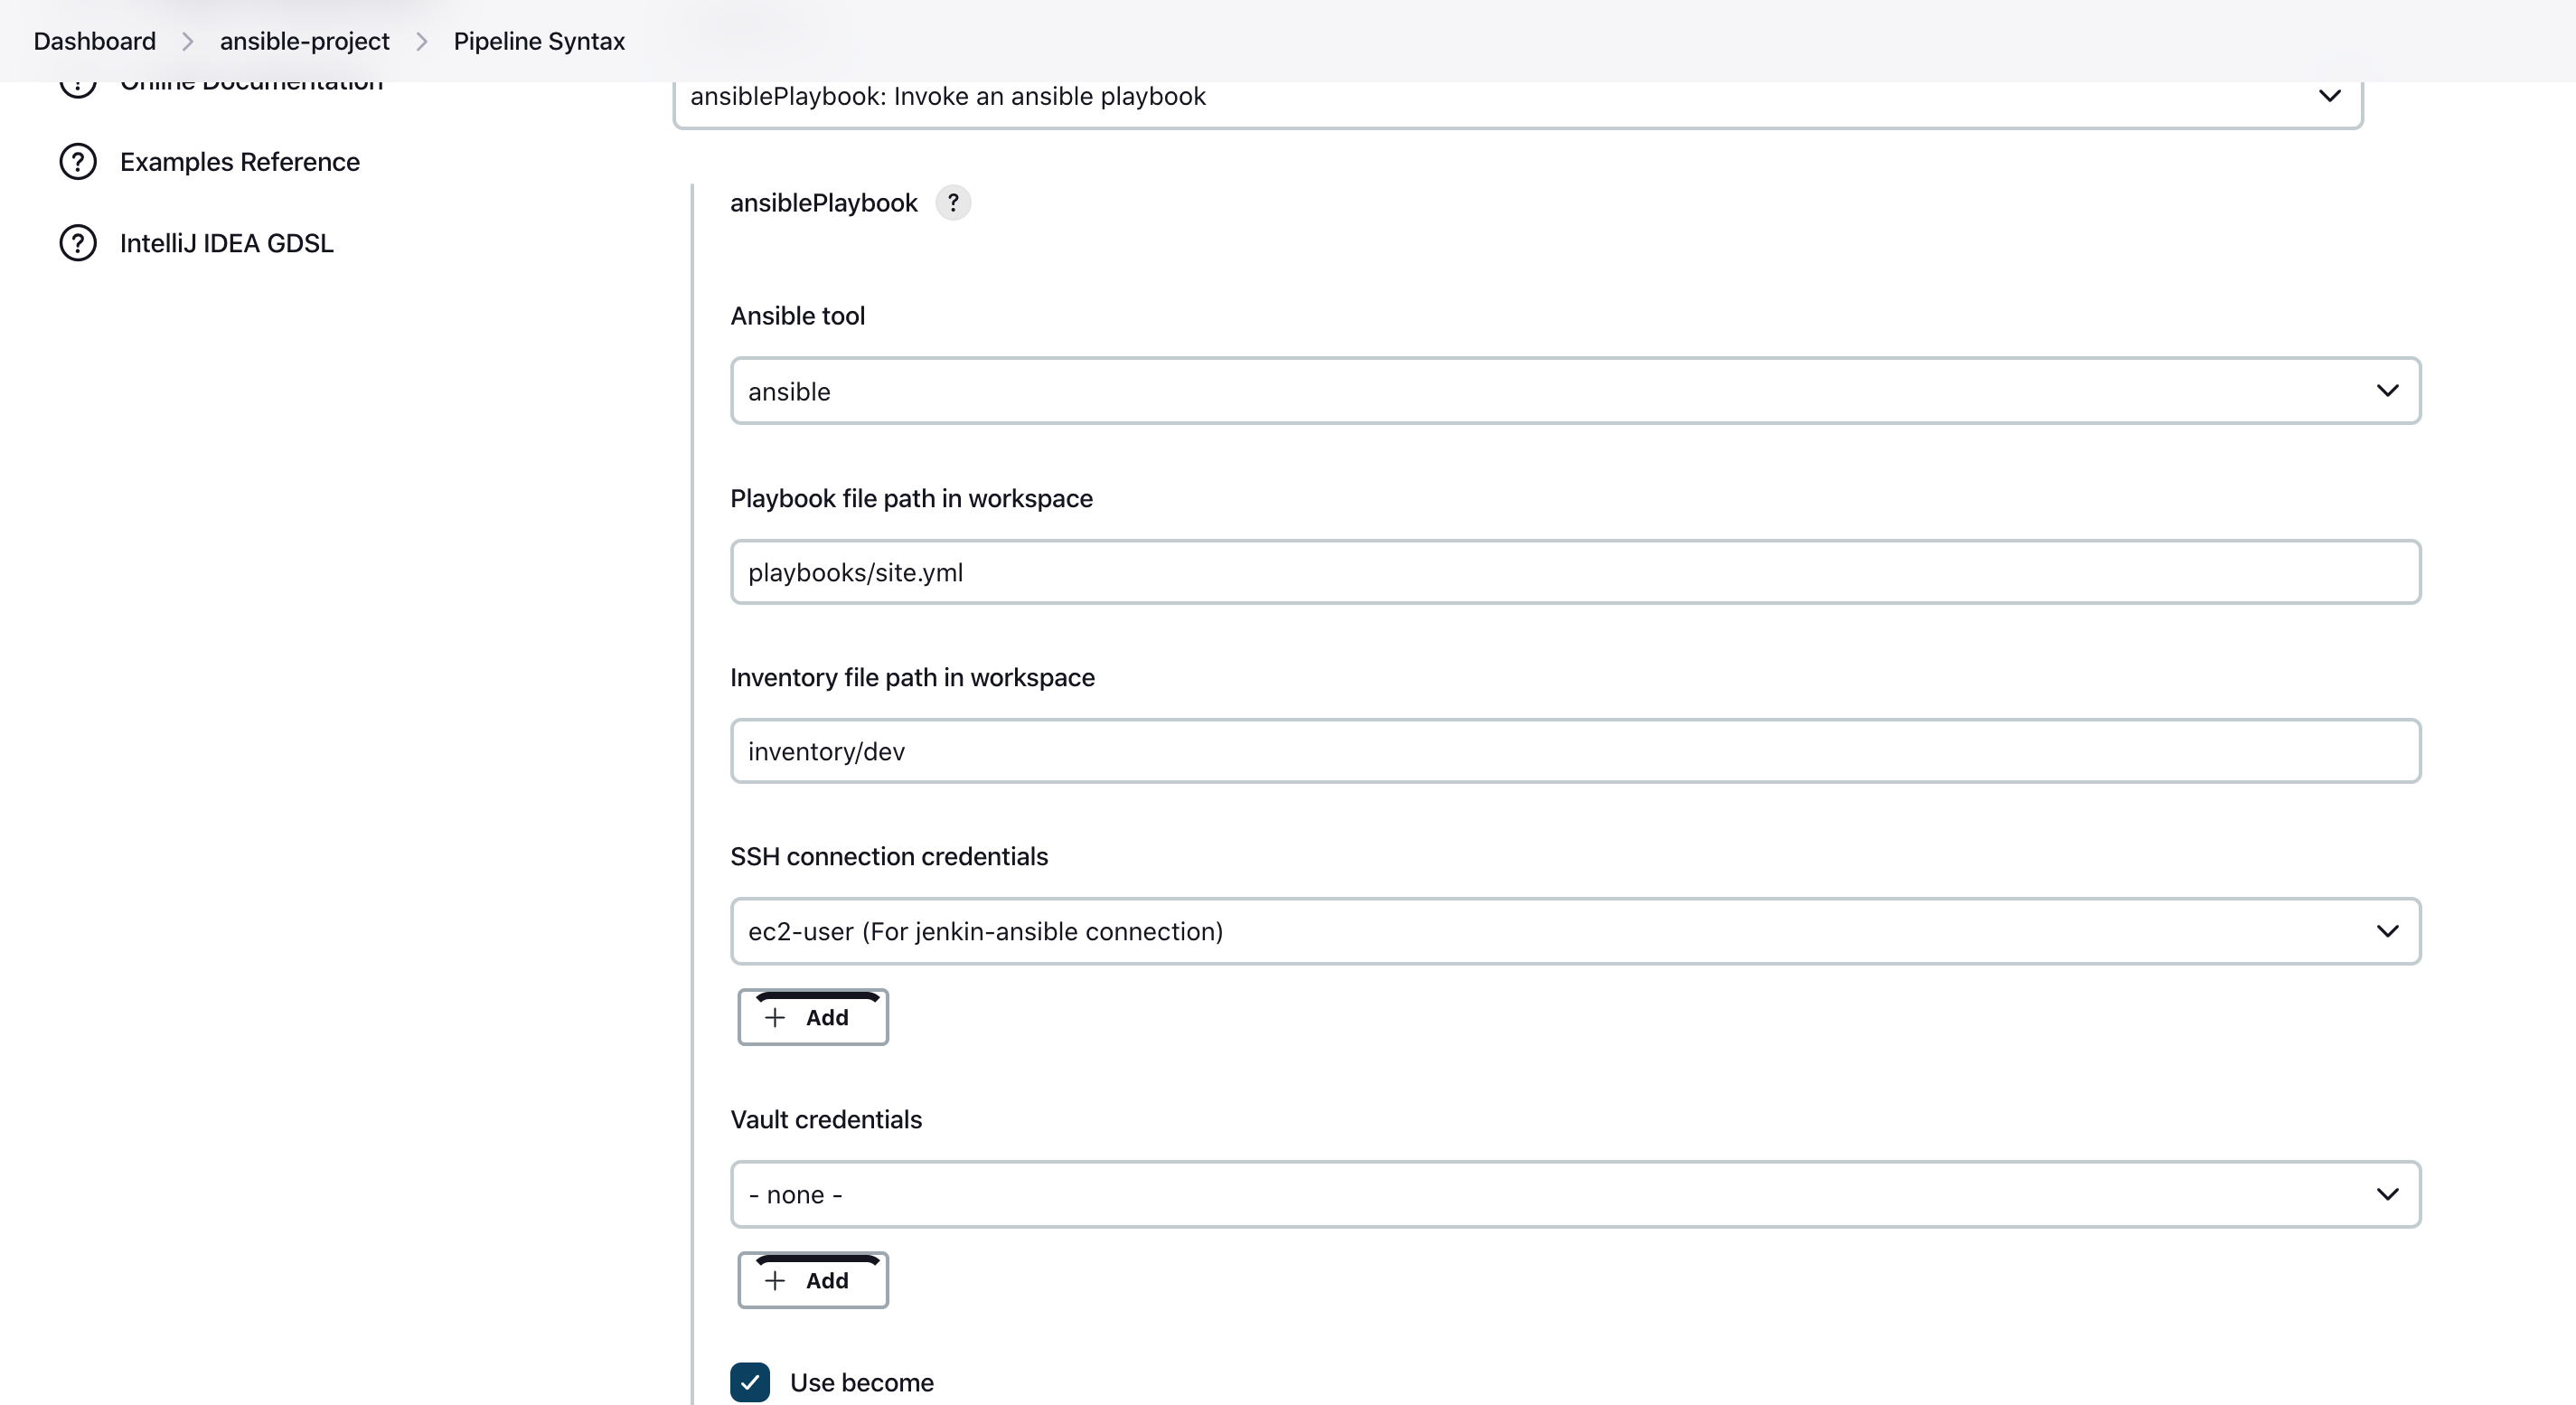 Dashboard > ansible-project > Pipeline Syntax
Online Documentation
Examples Reference
IntelliJ IDEA GDSL
ansiblePlaybook: Invoke an ansible playbook
ansiblePlaybook ?
Ansible tool
ansible
Playbook file path in workspace
playbooks/site.yml
Inventory file path in workspace
inventory/dev
SSH connection credentials
ec2-user (For jenkin-ansible connection)
+ Add
Vault credentials
- none -
+ Add
Use become